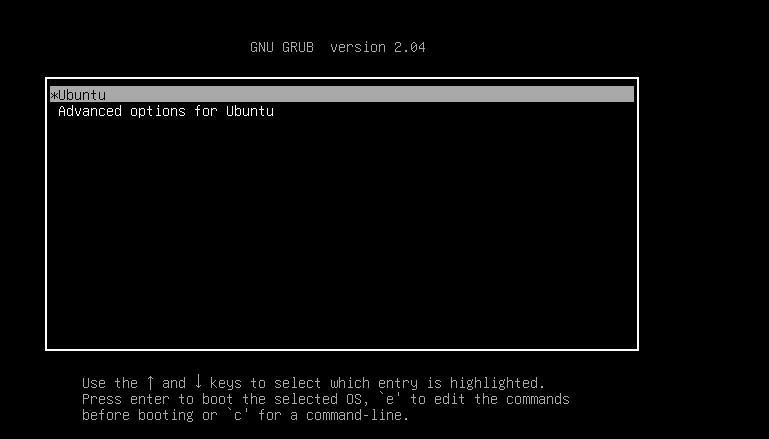 GNU GRUB  version 2.04
*Ubuntu
Advanced options for Ubuntu
Use the ↑ and ↓ keys to select which entry is highlighted.
Press enter to boot the selected OS, `e' to edit the commands
before booting or `c' for a command-line.